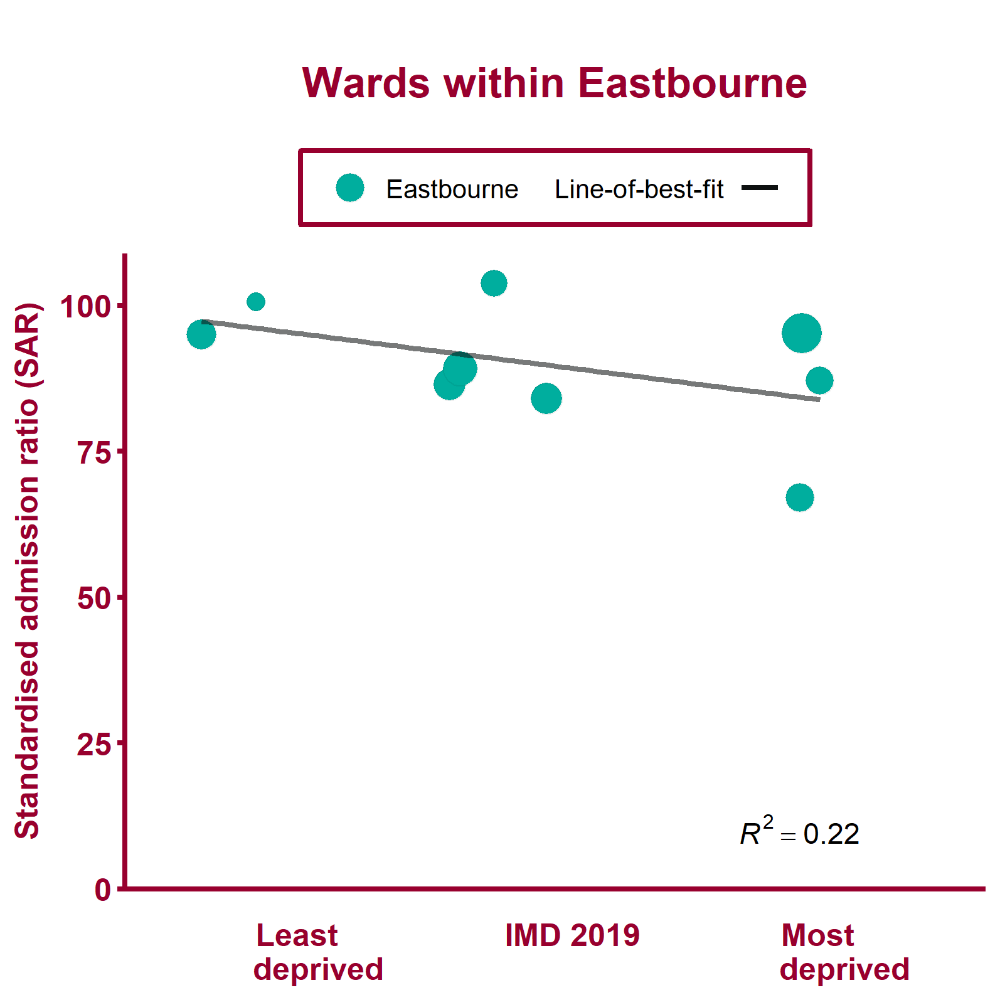 Wards within Eastbourne
Eastbourne Line-of-best-fit
Standardised admission ratio (SAR)
100
75
50
25
0
R² = 0.22
Least deprived
IMD 2019
Most deprived